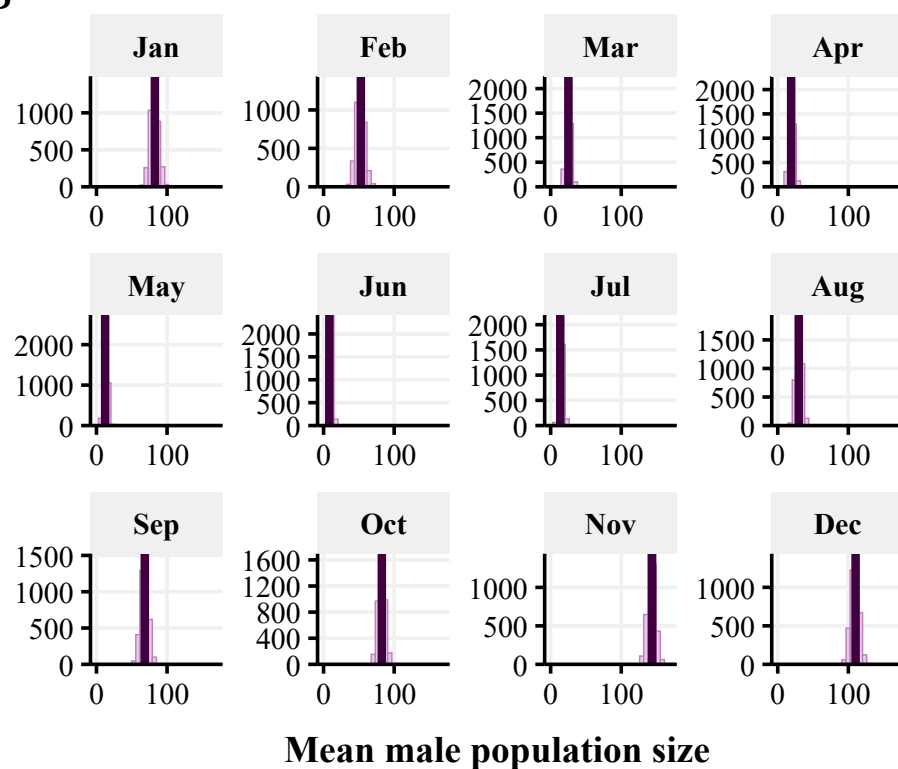 Jan Feb Mar Apr
1000 1000 2000 2000
1500 1500
500 500 1000 1000
500 500
0 0 0 0
0 100 0 100 0 100 0 100
May Jun Jul Aug
2000 2000 2000 1500
1500 1500
1000 1000 1000 1000
500 500 500
0 0 0 0
0 100 0 100 0 100 0 100
Sep Oct Nov Dec
1500 1600
1000 1200 1000 1000
800
500 400 500 500
0 0 0 0
0 100 0 100 0 100 0 100
Mean male population size